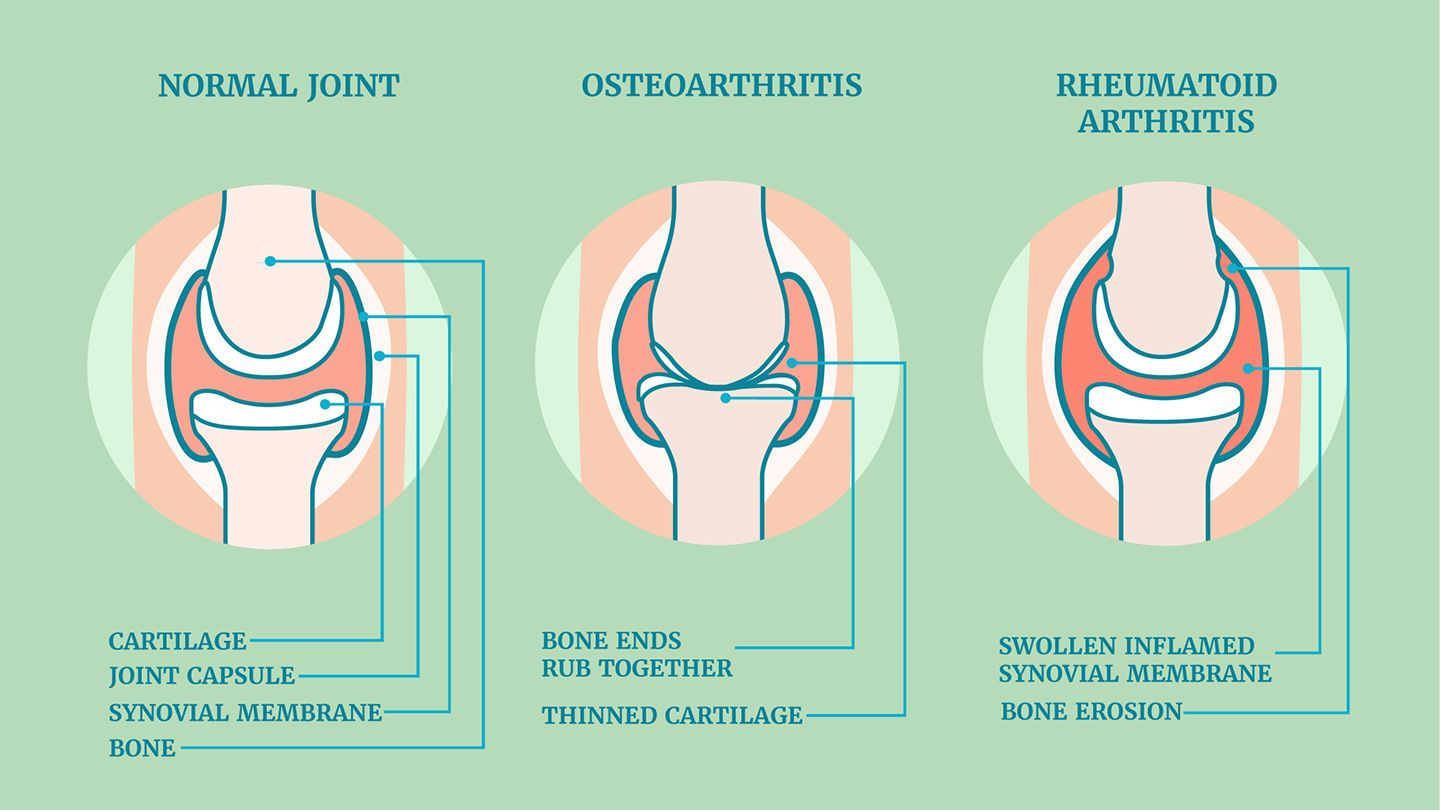 NORMAL JOINT
OSTEOARTHRITIS
RHEUMATOID
ARTHRITIS
CARTILAGE
JOINT CAPSULE
SYNOVIAL MEMBRANE
BONE
BONE ENDS
RUB TOGETHER
THINNED CARTILAGE
SWOLLEN INFLAMED
SYNOVIAL MEMBRANE
BONE EROSION